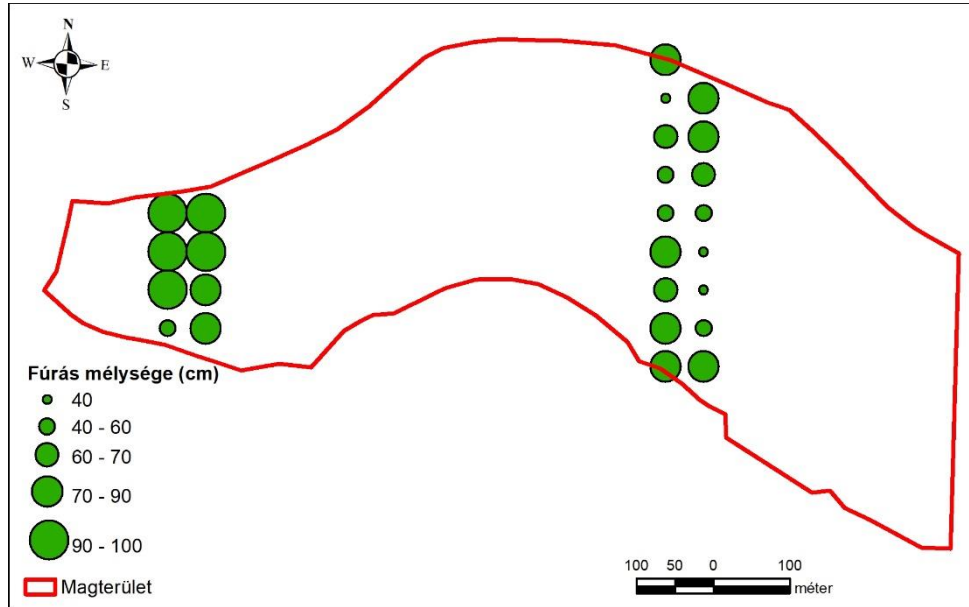 N
W E
S
Fúrás mélysége (cm)
40
40 - 60
60 - 70
70 - 90
90 - 100
Magterület
100 50 0 100
méter